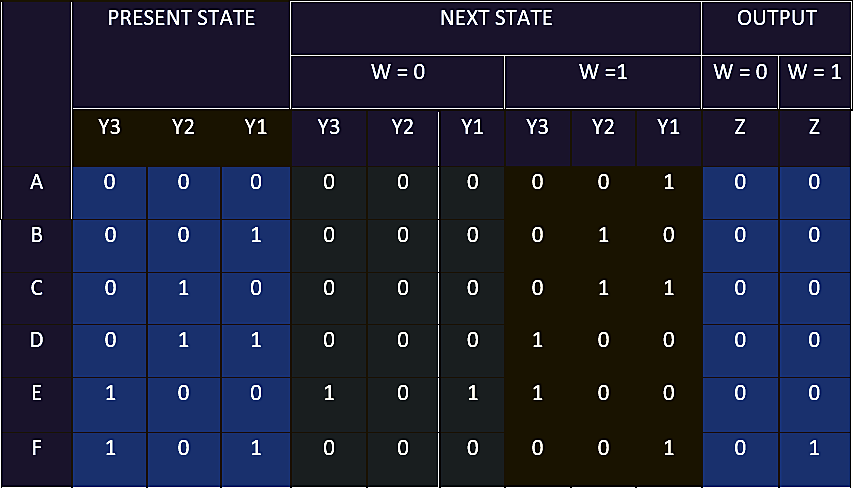 PRESENT STATE NEXT STATE OUTPUT
W = 0 W =1 W = 0 W = 1
Y3 Y2 Y1 Y3 Y2 Y1 Y3 Y2 Y1 Z Z
A 0 0 0 0 0 0 0 0 1 0 0
B 0 0 1 0 0 0 0 1 0 0 0
C 0 1 0 0 0 0 0 1 1 0 0
D 0 1 1 0 0 0 1 0 0 0 0
E 1 0 0 1 0 1 1 0 0 0 0
F 1 0 1 0 0 0 0 0 1 0 1